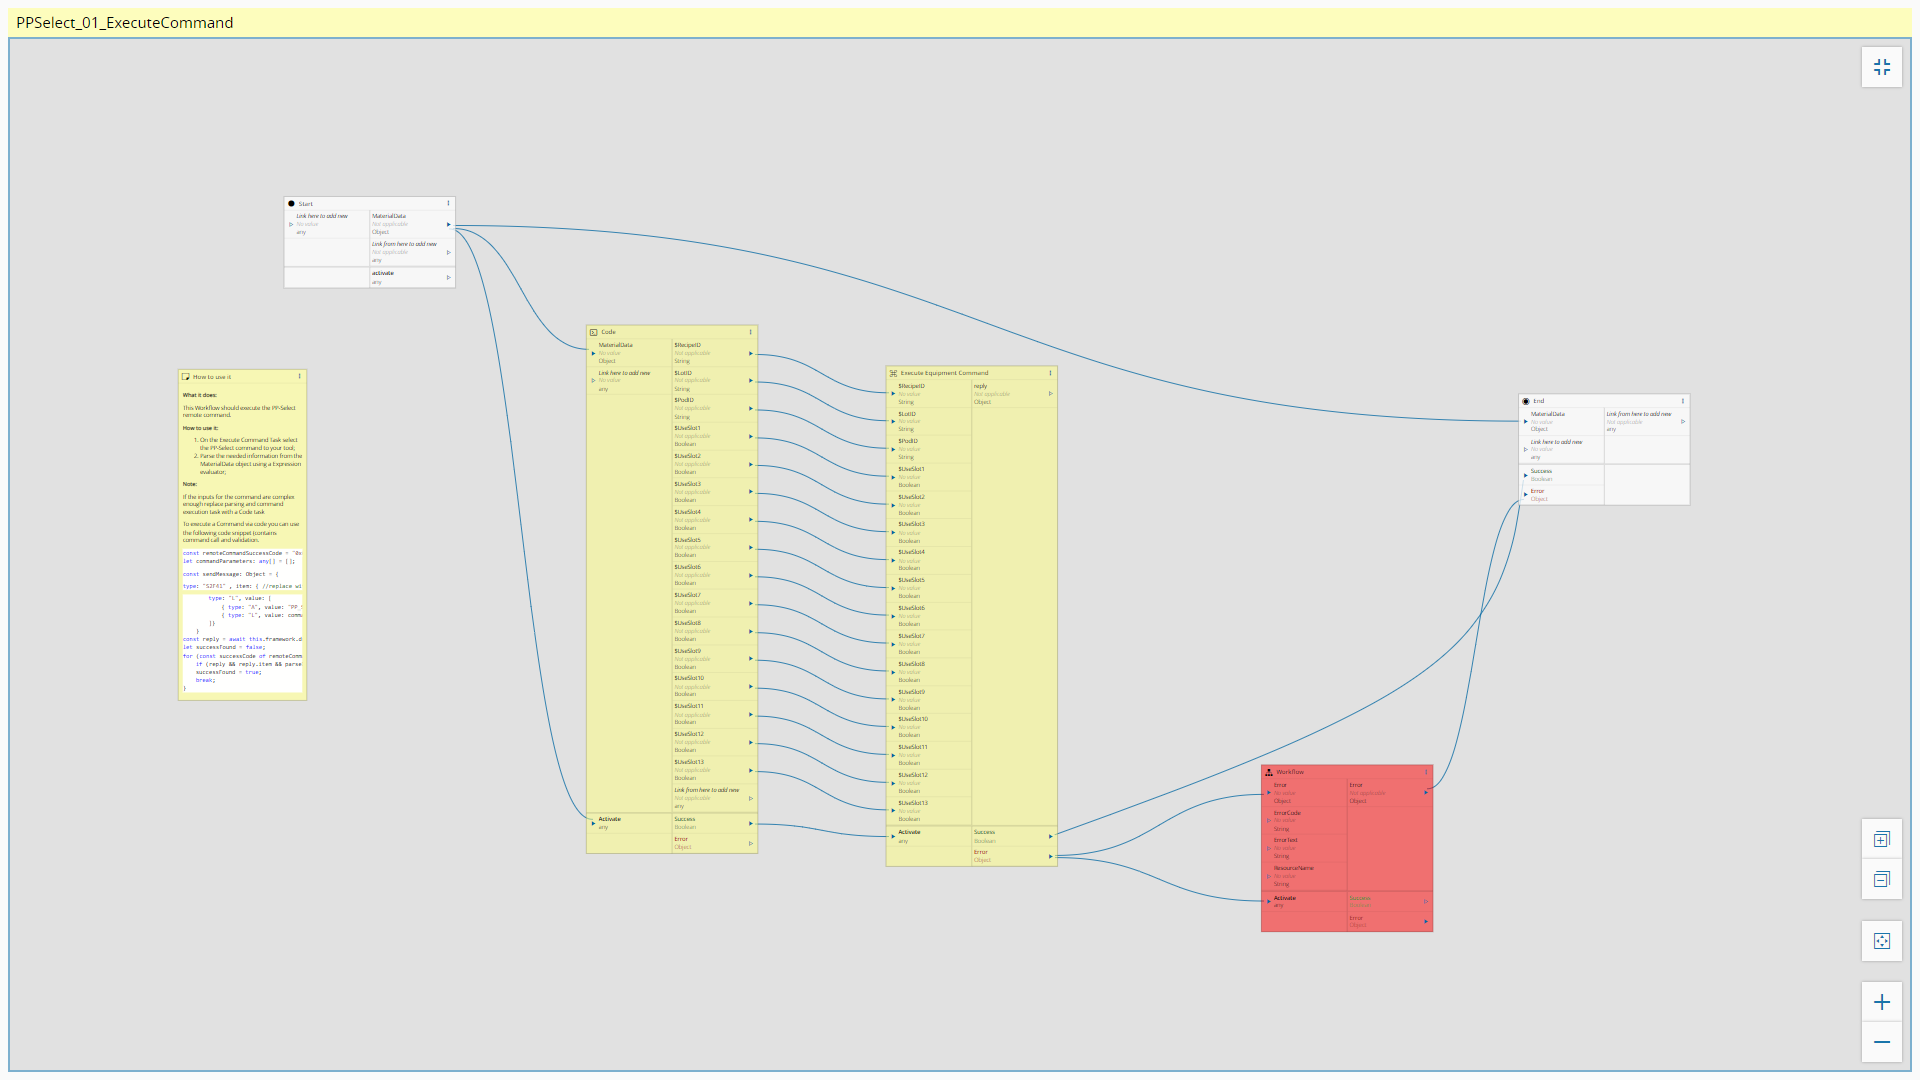 PPSelect_01_ExecuteCommand
Start
Link here to add new
No value
any
MaterialData
Not applicable
Object
Link from here to add new
Not applicable
any
activate
any
How to use it
What it does:
This Workflow should execute the PP-Select
remote command.
How to use it:
1. On the Execute Command Task select
the PP-Select command to your tool;
2. Parse the needed information from the
MaterialData object using a Expression
evaluator;
Note:
If the inputs for the command are complex
enough replace parsing and command
execution task with a Code task
To execute a Command via code you can use
the following code snippet (contains
command call and validation.
const remoteCommandSuccessCode = "0x
let commandParameters: any[] = [];
const sendMessage: Object = {
type: "S2F41" , item: { //replace wi
type: "L", value: [
{ type: "A", value: "PP_
{ type: "L", value: comm
]}
}
const reply = await this.framework.d
let successFound = false;
for (const successCode of remoteComm
if (reply && reply.item && parse
successFound = true;
break;
}
Code
MaterialData
No value
Object
Link here to add new
No value
any
$RecipeID
Not applicable
String
$LotID
Not applicable
String
$PodID
Not applicable
String
$UseSlot1
Not applicable
Boolean
$UseSlot2
Not applicable
Boolean
$UseSlot3
Not applicable
Boolean
$UseSlot4
Not applicable
Boolean
$UseSlot5
Not applicable
Boolean
$UseSlot6
Not applicable
Boolean
$UseSlot7
Not applicable
Boolean
$UseSlot8
Not applicable
Boolean
$UseSlot9
Not applicable
Boolean
$UseSlot10
Not applicable
Boolean
$UseSlot11
Not applicable
Boolean
$UseSlot12
Not applicable
Boolean
$UseSlot13
Not applicable
Boolean
Link from here to add new
Not applicable
any
Activate
any
Success
Boolean
Error
Object
Execute Equipment Command
$RecipeID
No value
String
$LotID
No value
String
$PodID
No value
String
$UseSlot1
No value
Boolean
$UseSlot2
No value
Boolean
$UseSlot3
No value
Boolean
$UseSlot4
No value
Boolean
$UseSlot5
No value
Boolean
$UseSlot6
No value
Boolean
$UseSlot7
No value
Boolean
$UseSlot8
No value
Boolean
$UseSlot9
No value
Boolean
$UseSlot10
No value
Boolean
$UseSlot11
No value
Boolean
$UseSlot12
No value
Boolean
$UseSlot13
No value
Boolean
reply
Not applicable
Object
Activate
any
Success
Boolean
Error
Object
Workflow
Error
No value
Object
ErrorCode
No value
String
ErrorText
No value
String
ResourceName
No value
String
Error
Not applicable
Object
Activate
any
Success
Boolean
Error
Object
End
MaterialData
No value
Object
Link here to add new
No value
any
Link from here to add new
Not applicable
any
Success
Boolean
Error
Object